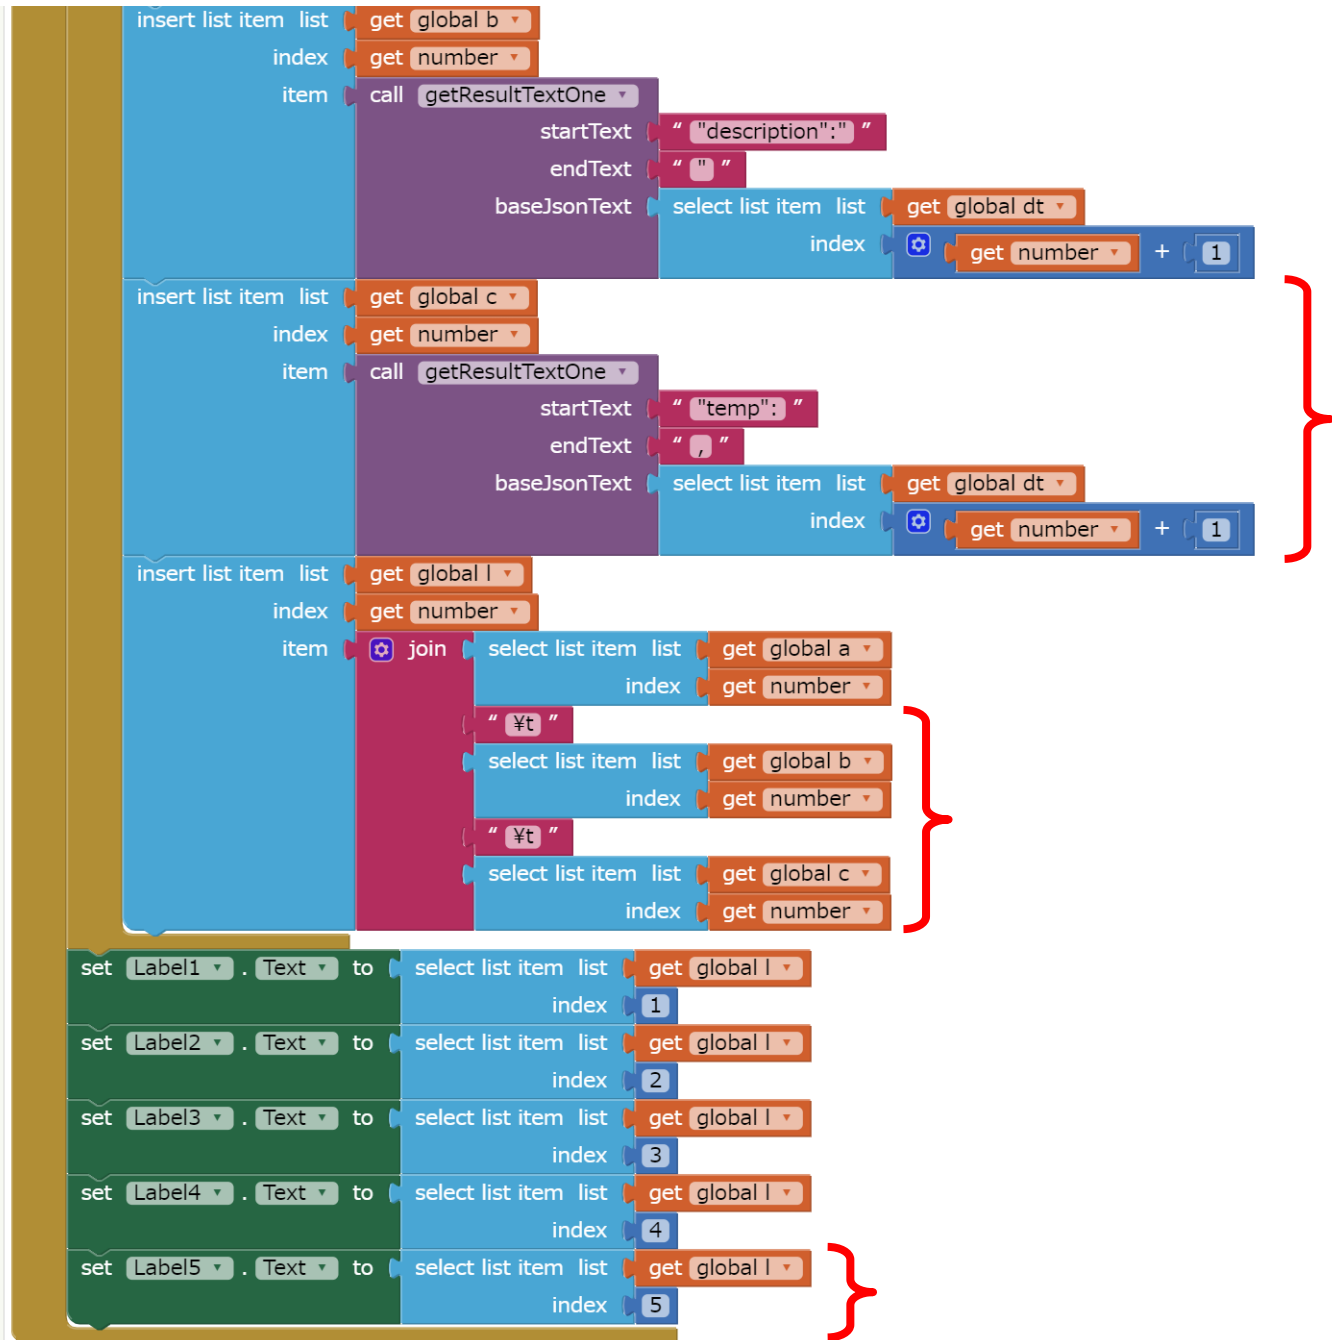 insert list item list get global b
index get number
item call getResultTextOne
startText “ "description":" ”
endText “ " ”
baseJsonText select list item list get global dt
index get number + 1
insert list item list get global c
index get number
item call getResultTextOne
startText “ "temp": ”
endText “ , ”
baseJsonText select list item list get global dt
index get number + 1
insert list item list get global l
index get number
item join select list item list get global a
index get number
“ ¥t ”
select list item list get global b
index get number
“ ¥t ”
select list item list get global c
index get number
set Label1 . Text to select list item list get global l
index 1
set Label2 . Text to select list item list get global l
index 2
set Label3 . Text to select list item list get global l
index 3
set Label4 . Text to select list item list get global l
index 4
set Label5 . Text to select list item list get global l
index 5